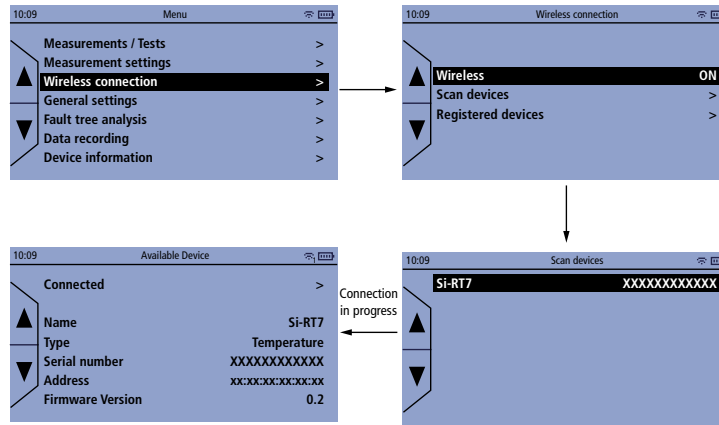 10:09 Menu
Measurements / Tests >
Measurement settings >
Wireless connection >
General settings >
Fault tree analysis >
Data recording >
Device information >
10:09 Wireless connection
Wireless ON
Scan devices >
Registered devices >
10:09 Available Device
Connected >
Name Si-RT7
Type Temperature
Serial number XXXXXXXXXXXX
Address xx:xx:xx:xx:xx:xx
Firmware Version 0.2
Connection
in progress
10:09 Scan devices
Si-RT7 XXXXXXXXXXXX